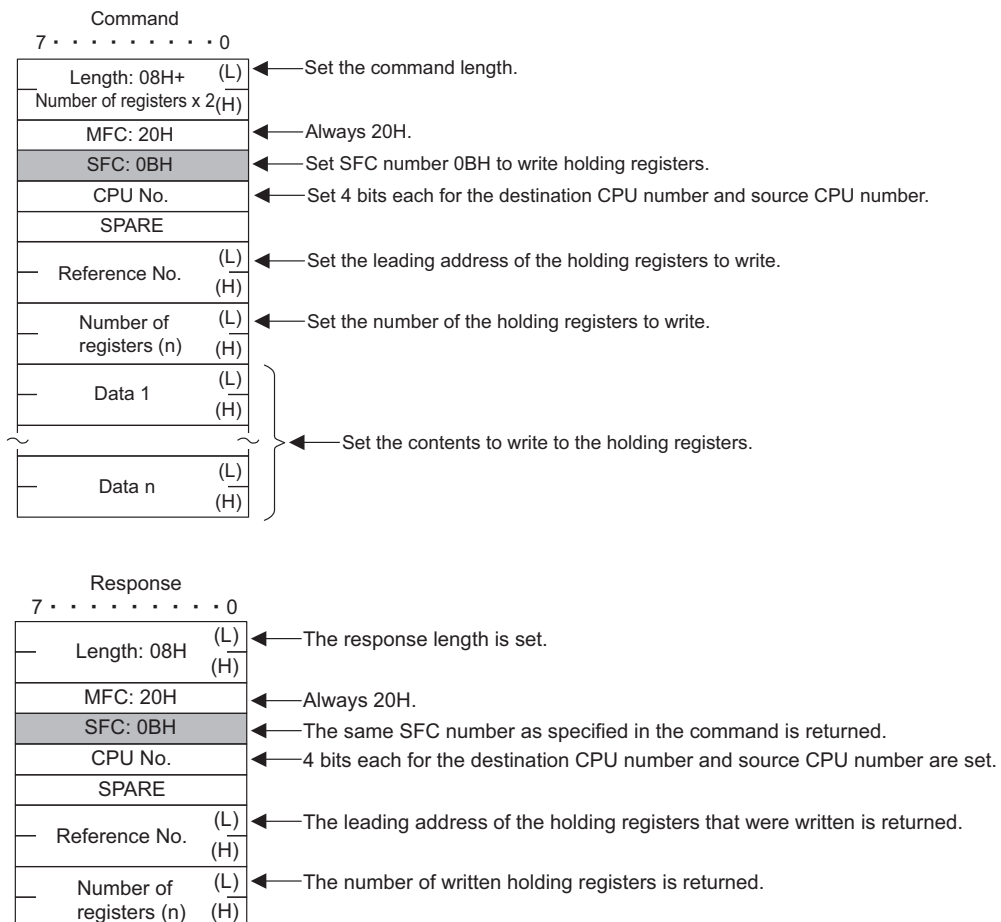 Command
7 · · · · · · · · · 0
Length: 08H+ (L) Set the command length.
Number of registers x 2 (H)
MFC: 20H Always 20H.
SFC: 0BH Set SFC number 0BH to write holding registers.
CPU No. Set 4 bits each for the destination CPU number and source CPU number.
SPARE
Reference No. (L) Set the leading address of the holding registers to write.
(H)
Number of (L) Set the number of the holding registers to write.
registers (n) (H)
Data 1 (L)
(H)
Set the contents to write to the holding registers.
Data n (L)
(H)
Response
7 · · · · · · · · · 0
Length: 08H (L) The response length is set.
(H)
MFC: 20H Always 20H.
SFC: 0BH The same SFC number as specified in the command is returned.
CPU No. 4 bits each for the destination CPU number and source CPU number are set.
SPARE
Reference No. (L) The leading address of the holding registers that were written is returned.
(H)
Number of (L) The number of written holding registers is returned.
registers (n) (H)